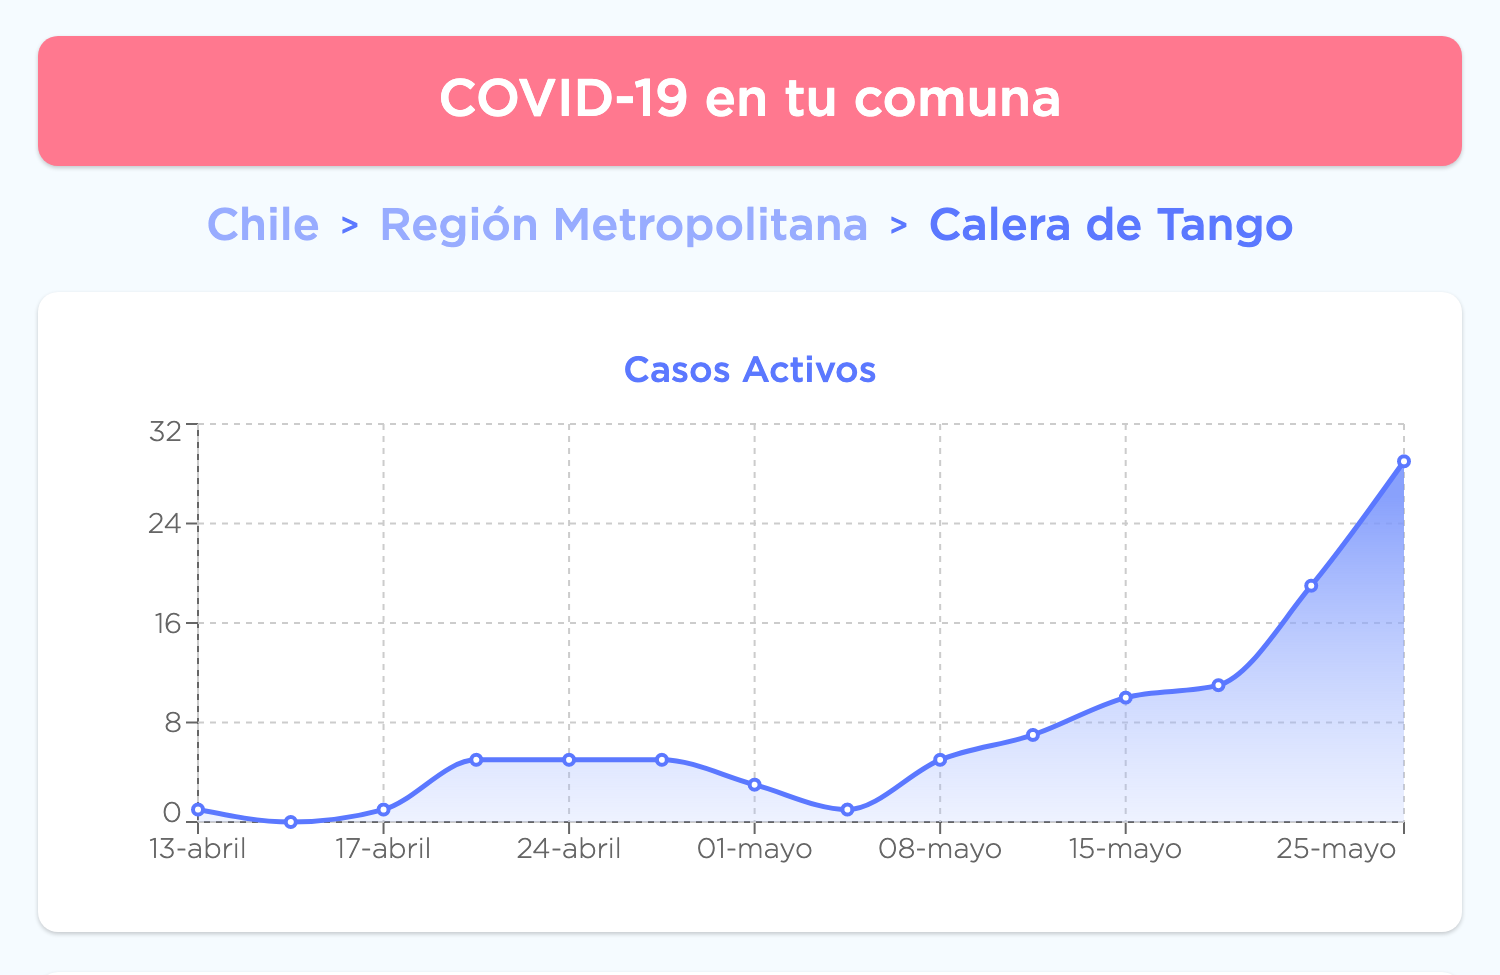 COVID-19 en tu comuna
Chile > Región Metropolitana > Calera de Tango
Casos Activos
32
24
16
8
0
13-abril 17-abril 24-abril 01-mayo 08-mayo 15-mayo 25-mayo